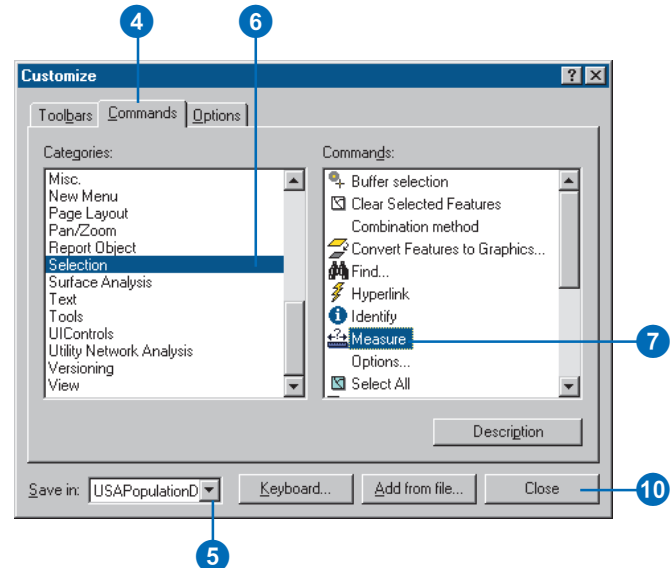 4
6
Customize
?
Toolbars
Commands
Options
Categories:
Misc.
New Menu
Page Layout
Pan/Zoom
Report Object
Selection
Surface Analysis
Text
Tools
UIControls
Utility Network Analysis
Versioning
View
Commands:
Buffer selection
Clear Selected Features
Combination method
Convert Features to Graphics...
Find...
Hyperlink
Identify
Measure
Options...
Select All
7
Description
Save in:
USAPopulationD
Keyboard...
Add from file...
Close
10
5